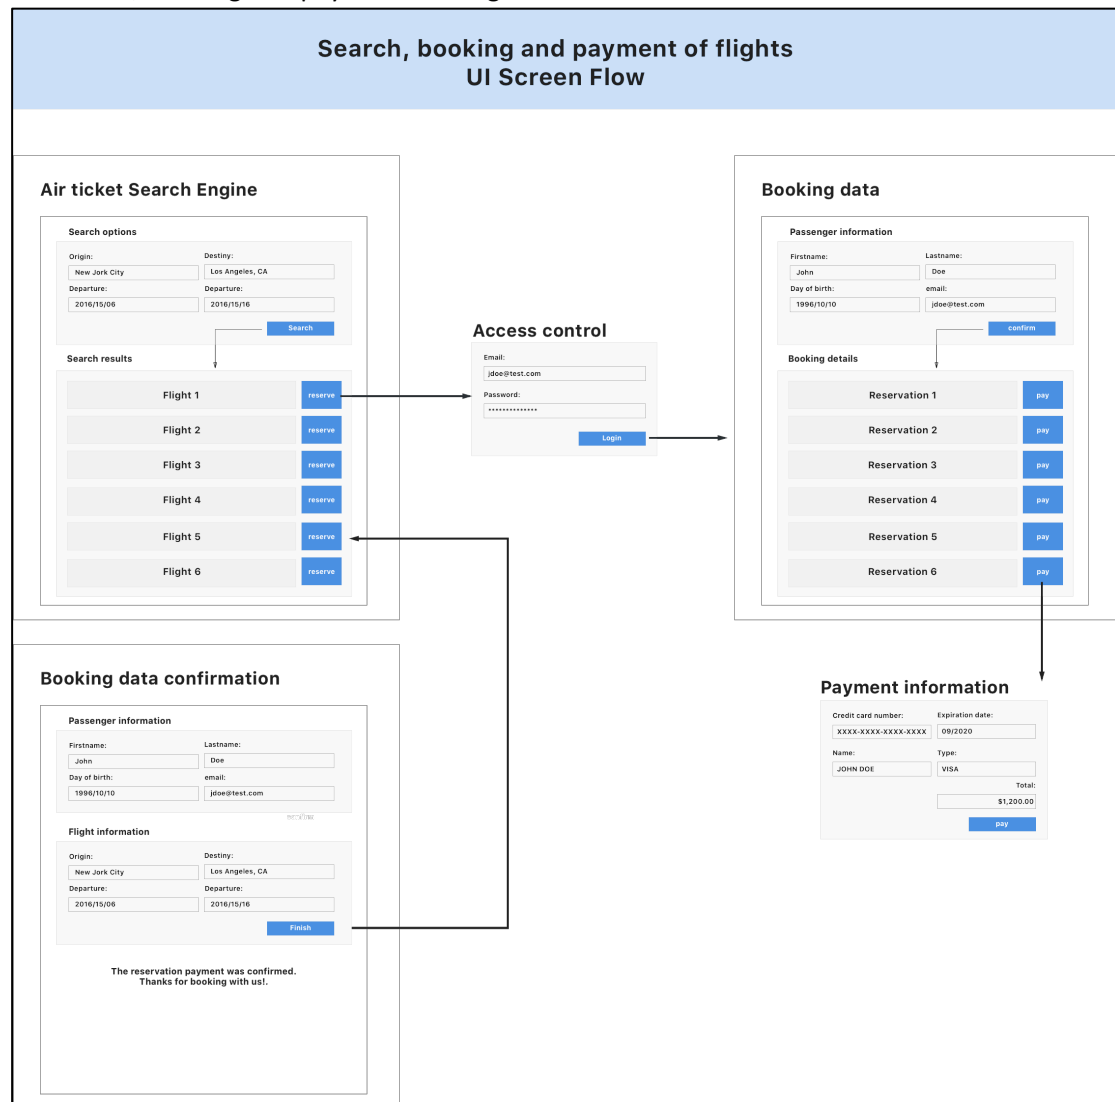 Search, booking and payment of flights
UI Screen Flow
Air ticket Search Engine
Search options
Origin: Destiny:
New Jork City Los Angeles, CA
Departure: Departure:
2016/15/06 2016/15/16
Search
Search results
Flight 1 reserve
Flight 2 reserve
Flight 3 reserve
Flight 4 reserve
Flight 5 reserve
Flight 6 reserve
Access control
Email:
jdoe@test.com
Password:
**************
Login
Booking data
Passenger information
Firstname: Lastname:
John Doe
Day of birth: email:
1996/10/10 jdoe@test.com
confirm
Booking details
Reservation 1 pay
Reservation 2 pay
Reservation 3 pay
Reservation 4 pay
Reservation 5 pay
Reservation 6 pay
Payment information
Credit card number: Expiration date:
XXXX-XXXX-XXXX-XXXX 09/2020
Name: Type:
JOHN DOE VISA
Total:
$1,200.00
pay
Booking data confirmation
Passenger information
Firstname: Lastname:
John Doe
Day of birth: email:
1996/10/10 jdoe@test.com
Flight information
Origin: Destiny:
New Jork City Los Angeles, CA
Departure: Departure:
2016/15/06 2016/15/16
Finish
The reservation payment was confirmed.
Thanks for booking with us!.